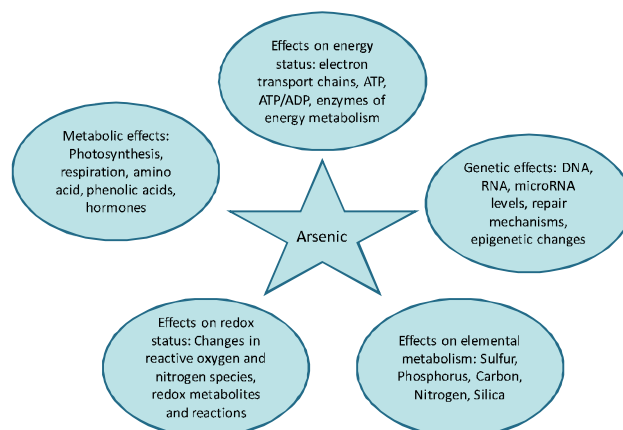 Effects on energy
status: electron
transport chains, ATP,
ATP/ADP, enzymes of
energy metabolism
Metabolic effects:
Photosynthesis,
respiration, amino
acid, phenolic acids,
hormones
Genetic effects: DNA,
RNA, microRNA
levels, repair
mechanisms,
epigenetic changes
Arsenic
Effects on redox
status: Changes in
reactive oxygen and
nitrogen species,
redox metabolites
and reactions
Effects on elemental
metabolism: Sulfur,
Phosphorus, Carbon,
Nitrogen, Silica